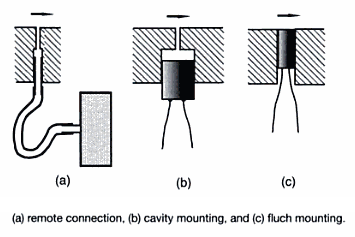 (a) (b) (c)
(a) remote connection, (b) cavity mounting, and (c) fluch mounting.